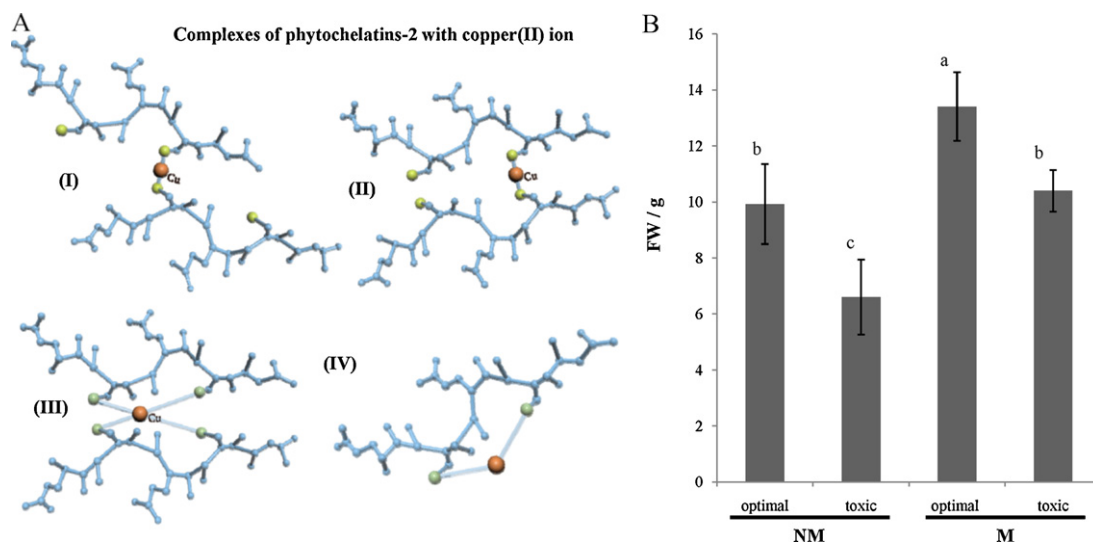 A
Complexes of phytochelatins-2 with copper(II) ion
Cu
(I)
Cu
(II)
Cu
(III)
(IV)
B
FW / g
16
14
12
10
8
6
4
2
0
b
c
a
b
optimal
toxic
optimal
toxic
NM
M